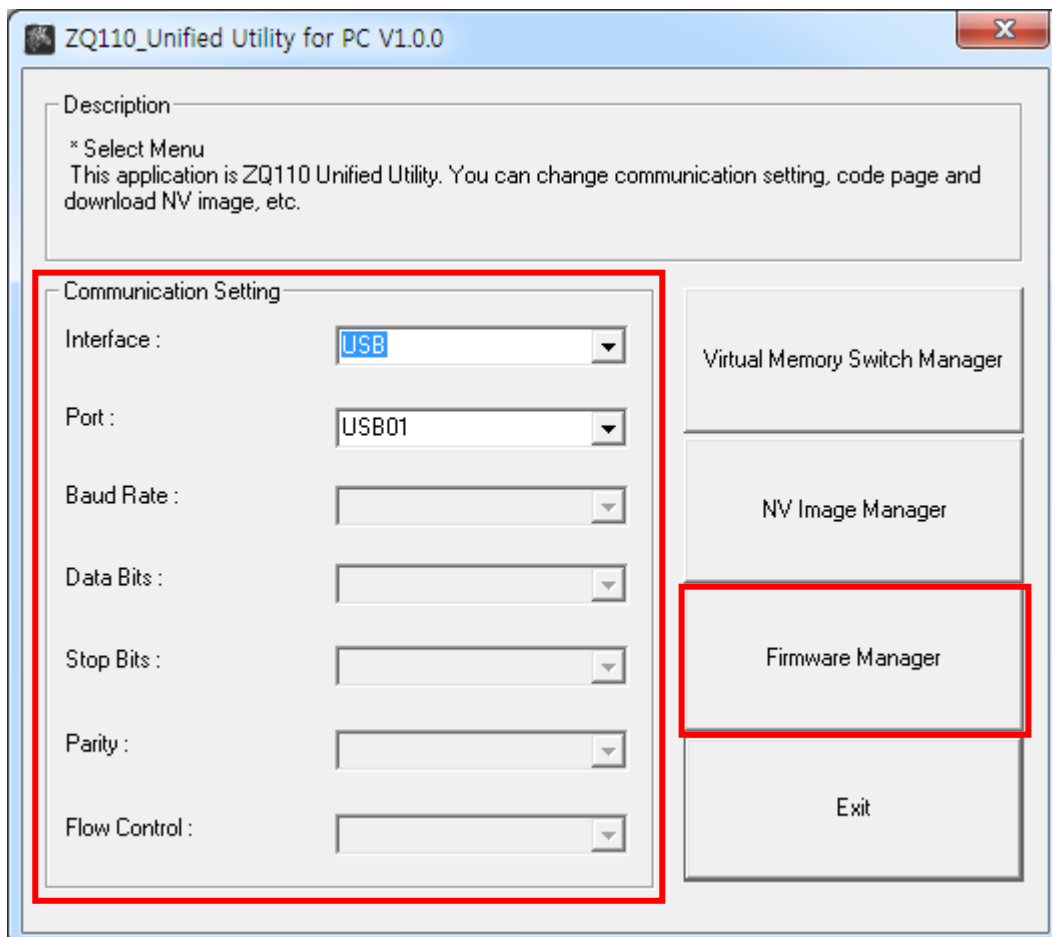 ZQ110_Unified Utility for PC V1.0.0
Description
* Select Menu
This application is ZQ110 Unified Utility. You can change communication setting, code page and
download NV image, etc.
Communication Setting
Interface :
USB
Port :
USB01
Baud Rate :
Data Bits :
Stop Bits :
Parity :
Flow Control :
Virtual Memory Switch Manager
NV Image Manager
Firmware Manager
Exit